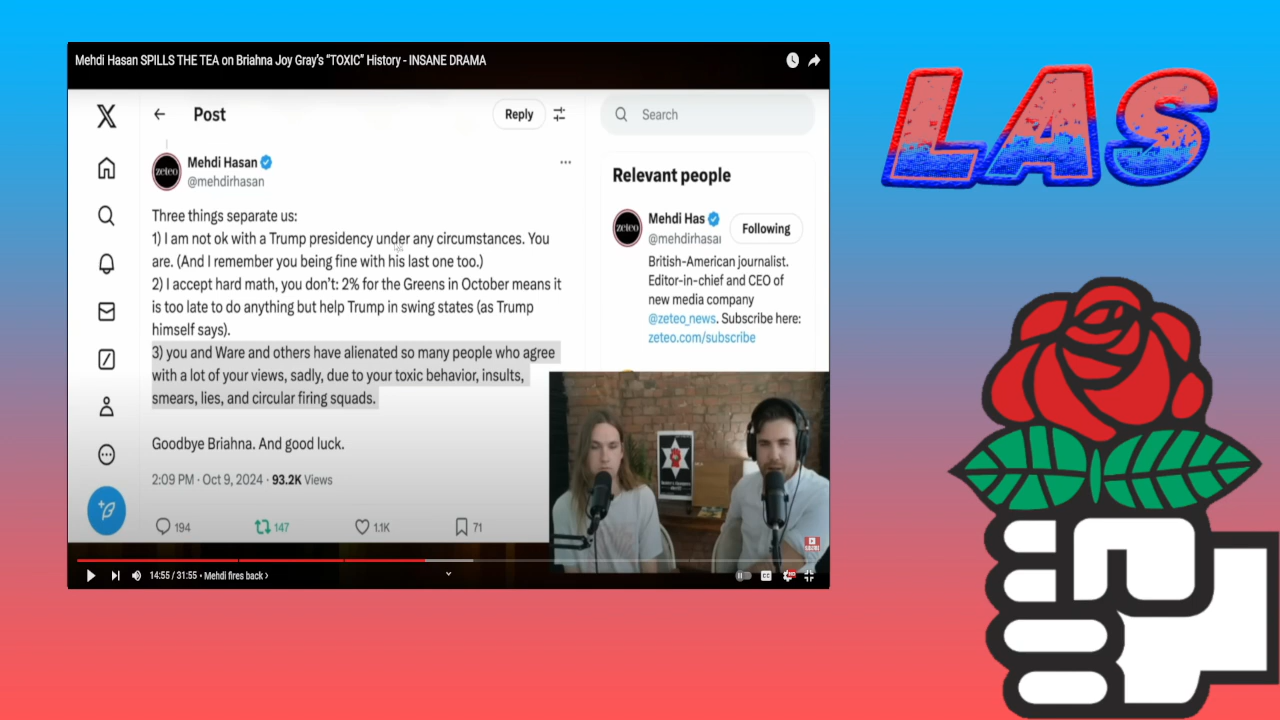 Mehdi Hasan SPILLS THE TEA on Briahna Joy Gray's "TOXIC" History - INSANE DRAMA
LAS
Post
Reply
Search
Mehdi Hasan
@mehdirhasan
zeteo
Three things separate us:
1) I am not ok with a Trump presidency under any circumstances. You
are. (And I remember you being fine with his last one too.)
2) I accept hard math, you don't: 2% for the Greens in October means it
is too late to do anything but help Trump in swing states (as Trump
himself says).
3) you and Ware and others have alienated so many people who agree
with a lot of your views, sadly, due to your toxic behavior, insults,
smears, lies, and circular firing squads.
Goodbye Briahna. And good luck.
2:09 PM · Oct 9, 2024 · 93.2K Views
194 147 1.1K 71
Relevant people
zeteo
Mehdi Has
@mehdirhasa
Following
British-American journalist.
Editor-in-chief and CEO of
new media company
@zeteo_news. Subscribe here:
zeteo.com/subscribe
14:55 / 31:55 • Mehdi fires back ›
CC
HD